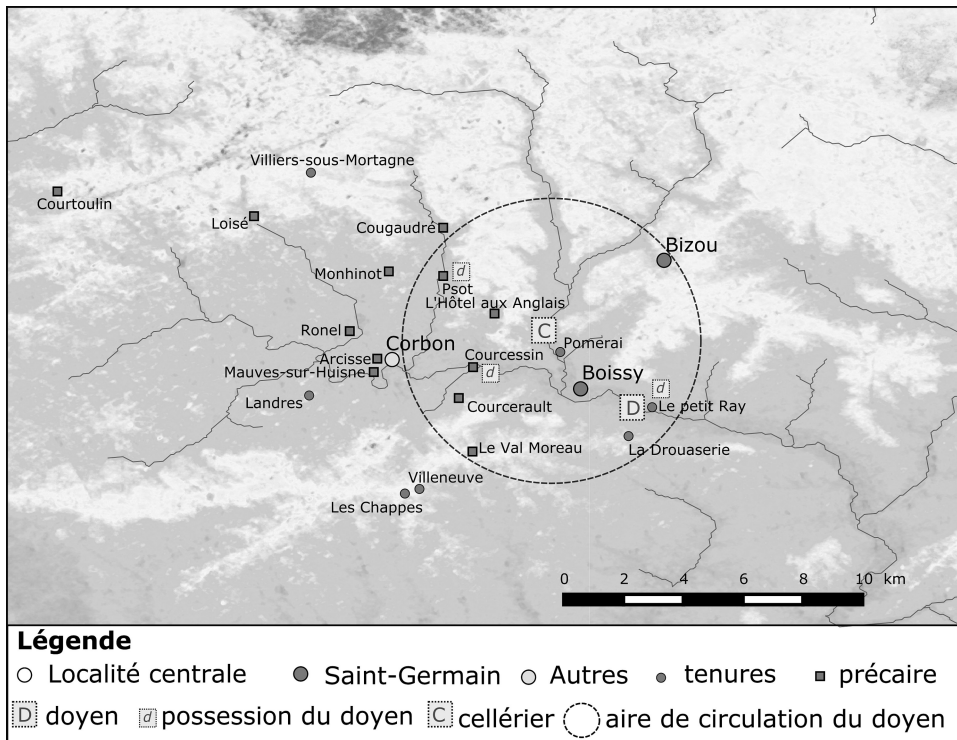 Villiers-sous-Mortagne
Courtoulin
Loisé
Cougaudré
Bizou
Monhinot
d
Psot
L'Hôtel aux Anglais
Ronel
C
Corbon
Pomerai
Arcisse
Courcessin
Mauves-sur-Huisne
d
Boissy
d
Landres
Courcerault
D
Le petit Ray
Le Val Moreau
La Drouaserie
Villeneuve
Les Chappes
0 2 4 6 8 10 km
Légende
Localité centrale Saint-Germain Autres tenures précaire
D doyen d possession du doyen C cellérier aire de circulation du doyen